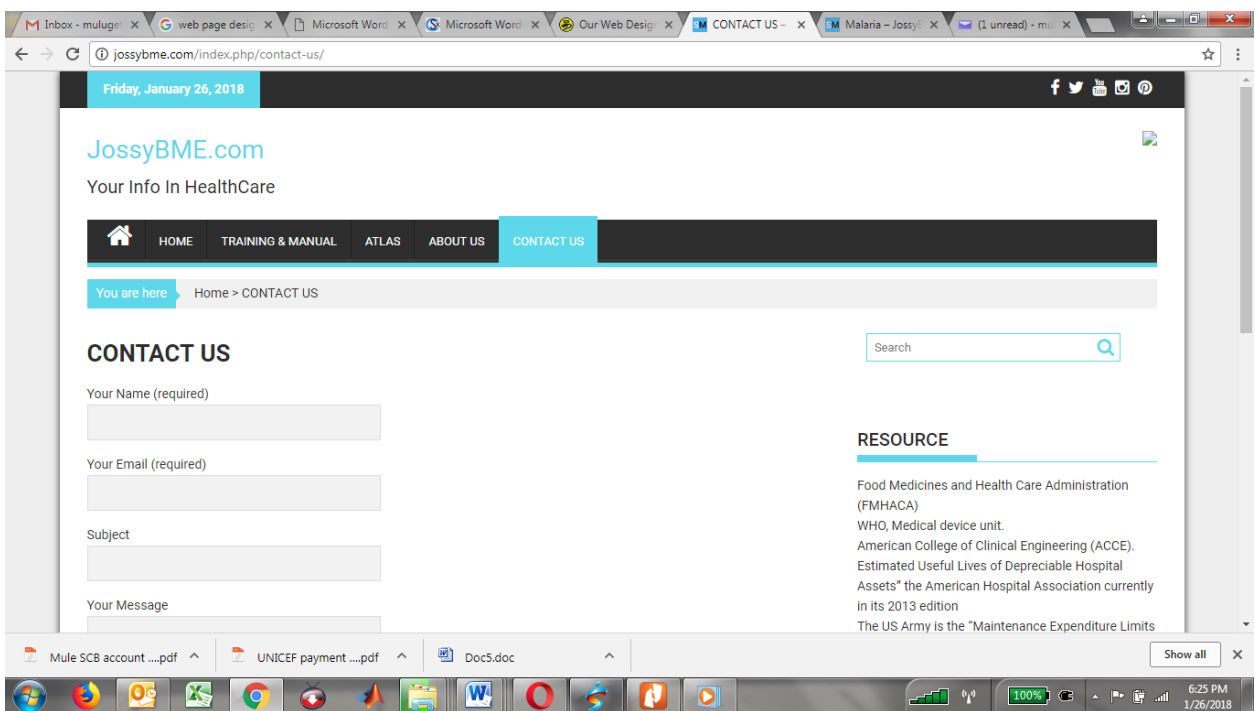 Inbox - muluget
web page desig
Microsoft Word
Microsoft Word
Our Web Design
SM CONTACT US –
SM Malaria – JossyB
(1 unread) - mu
jossybme.com/index.php/contact-us/
Friday, January 26, 2018
JossyBME.com
Your Info In HealthCare
HOME TRAINING & MANUAL ATLAS ABOUT US CONTACT US
You are here Home > CONTACT US
CONTACT US
Your Name (required)
Your Email (required)
Subject
Your Message
Search
RESOURCE
Food Medicines and Health Care Administration
(FMHACA)
WHO, Medical device unit.
American College of Clinical Engineering (ACCE).
Estimated Useful Lives of Depreciable Hospital
Assets” the American Hospital Association currently
in its 2013 edition
The US Army is the “Maintenance Expenditure Limits
Mule SCB account ....pdf
UNICEF payment ....pdf
Doc5.doc
Show all
100%
6:25 PM
1/26/2018